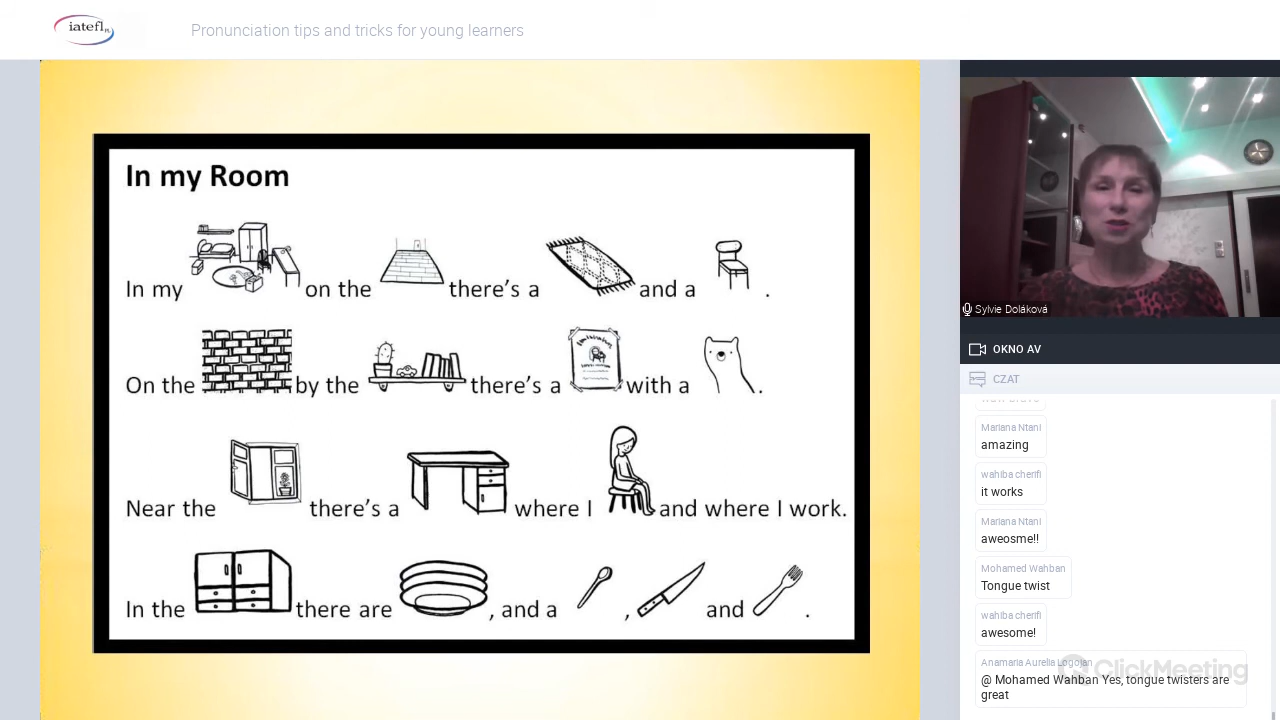 iatefl PL
Pronunciation tips and tricks for young learners
In my Room
In my on the there's a and a .
On the by the there's a with a .
Near the there's a where I and where I work.
In the there are , and a , and .
Sylvie Doláková
OKNO AV
CZAT
Mariana Ntani
amazing
wahiba cherifi
it works
Mariana Ntani
aweosme!!
Mohamed Wahban
Tongue twist
wahiba cherifi
awesome!
Anamaria Aurelia Logojan
@ Mohamed Wahban Yes, tongue twisters are
great
ClickMeeting